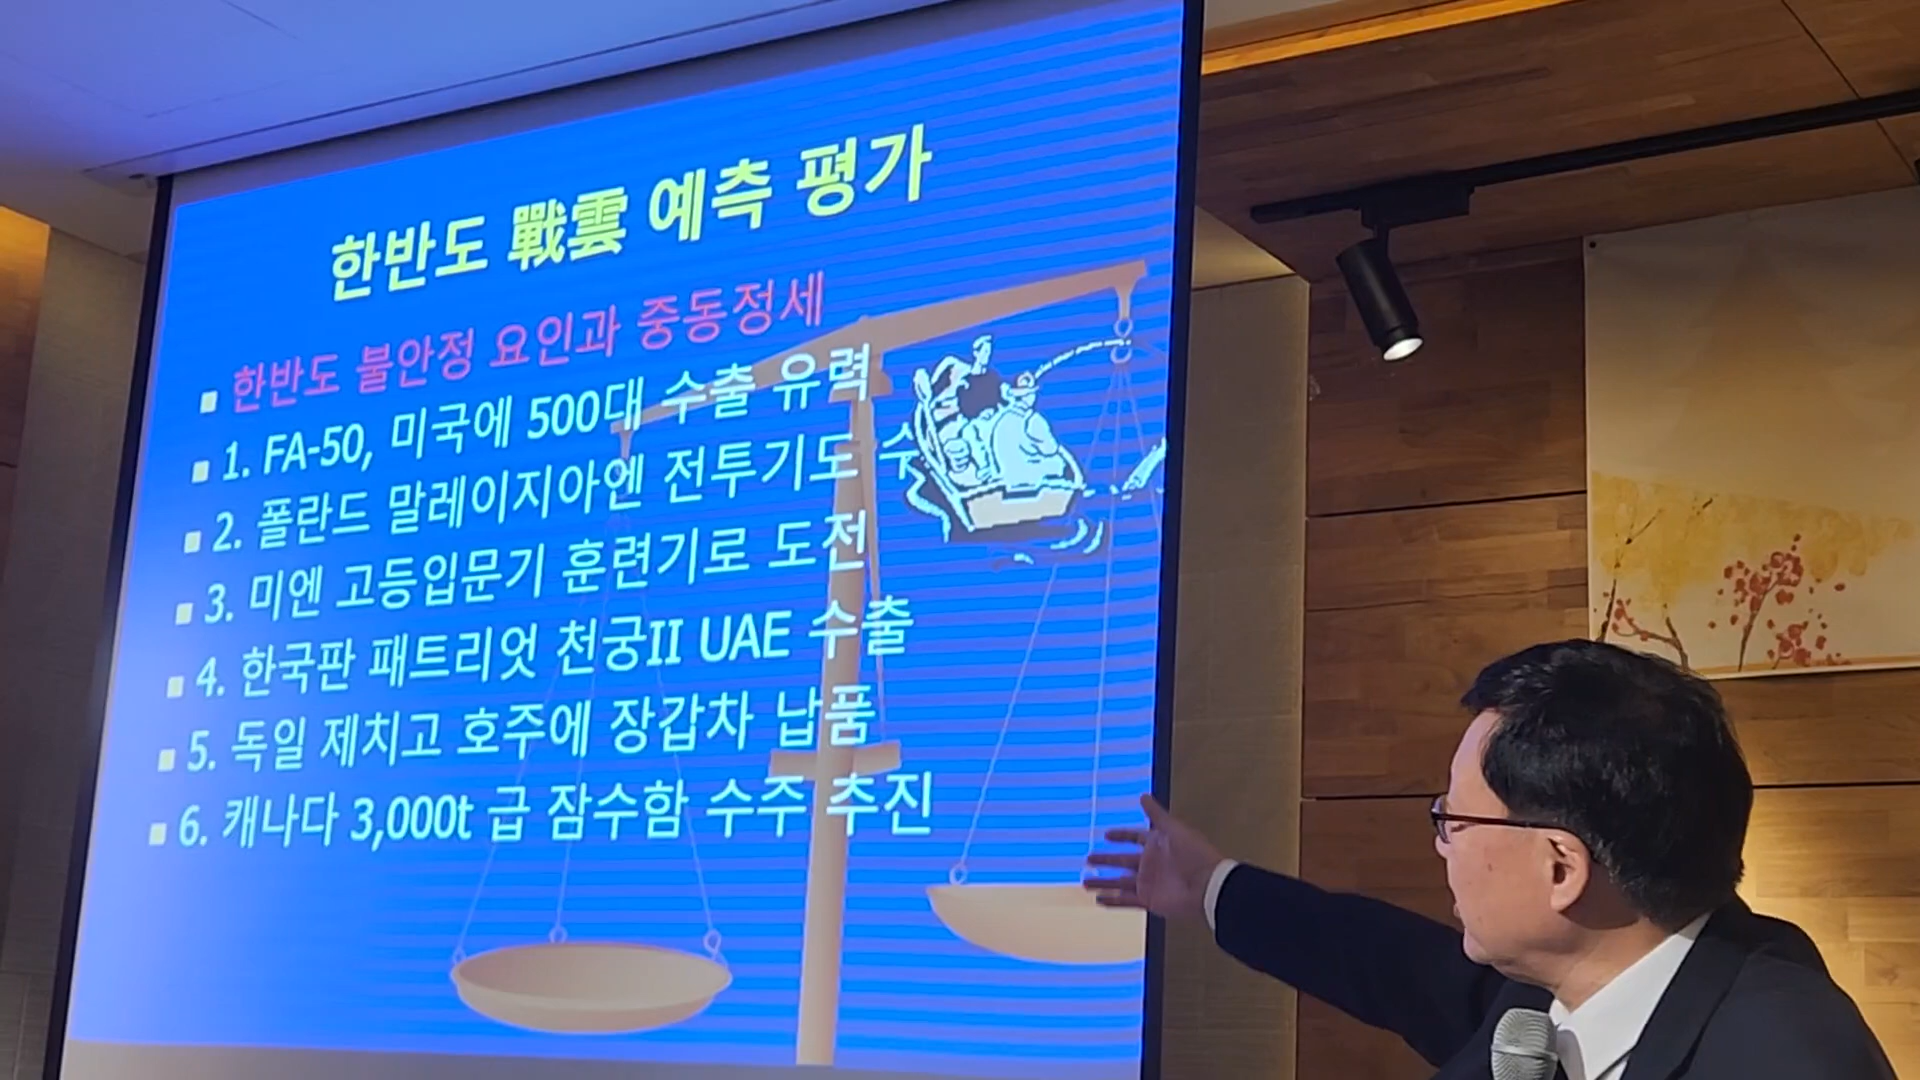 한반도 戰雲 예측 평가
한반도 불안정 요인과 중동정세
1. FA-50, 미국에 500대 수출 유력
2. 폴란드 말레이지아엔 전투기도 수
3. 미엔 고등입문기 훈련기로 도전
4. 한국판 패트리엇 천궁II UAE 수출
5. 독일 제치고 호주에 장갑차 납품
6. 캐나다 3,000t 급 잠수함 수주 추진